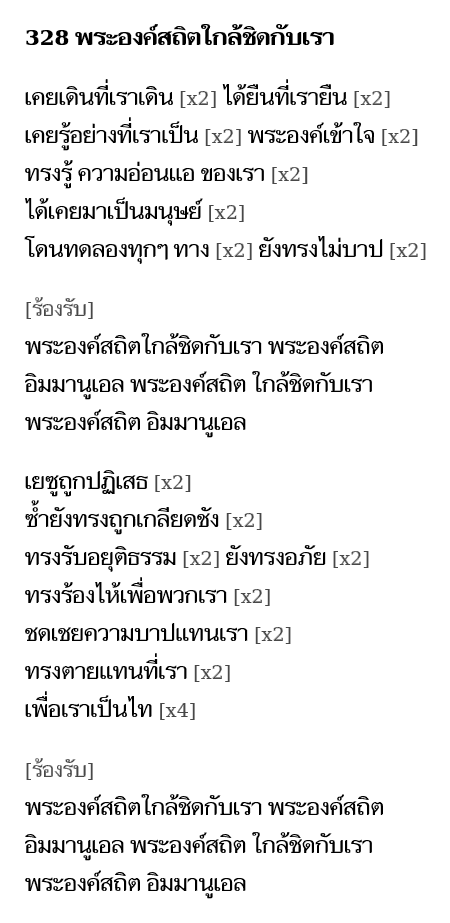 328 พระองค์สถิตใกล้ชิดกับเรา
เคยเดินที่เราเดิน [x2] ได้ยืนที่เรายืน [x2]
เคยรู้อย่างที่เราเป็น [x2] พระองค์เข้าใจ [x2]
ทรงรู้ ความอ่อนแอ ของเรา [x2]
ได้เคยมาเป็นมนุษย์ [x2]
โดนทดลองทุกๆ ทาง [x2] ยังทรงไม่บาป [x2]
[ร้องรับ]
พระองค์สถิตใกล้ชิดกับเรา พระองค์สถิต
อิมมานูเอล พระองค์สถิต ใกล้ชิดกับเรา
พระองค์สถิต อิมมานูเอล
เยซูถูกปฏิเสธ [x2]
ซ้ำยังทรงถูกเกลียดชัง [x2]
ทรงรับอยุติธรรม [x2] ยังทรงอภัย [x2]
ทรงร้องไห้เพื่อพวกเรา [x2]
ชดเชยความบาปแทนเรา [x2]
ทรงตายแทนที่เรา [x2]
เพื่อเราเป็นไท [x4]
[ร้องรับ]
พระองค์สถิตใกล้ชิดกับเรา พระองค์สถิต
อิมมานูเอล พระองค์สถิต ใกล้ชิดกับเรา
พระองค์สถิต อิมมานูเอล